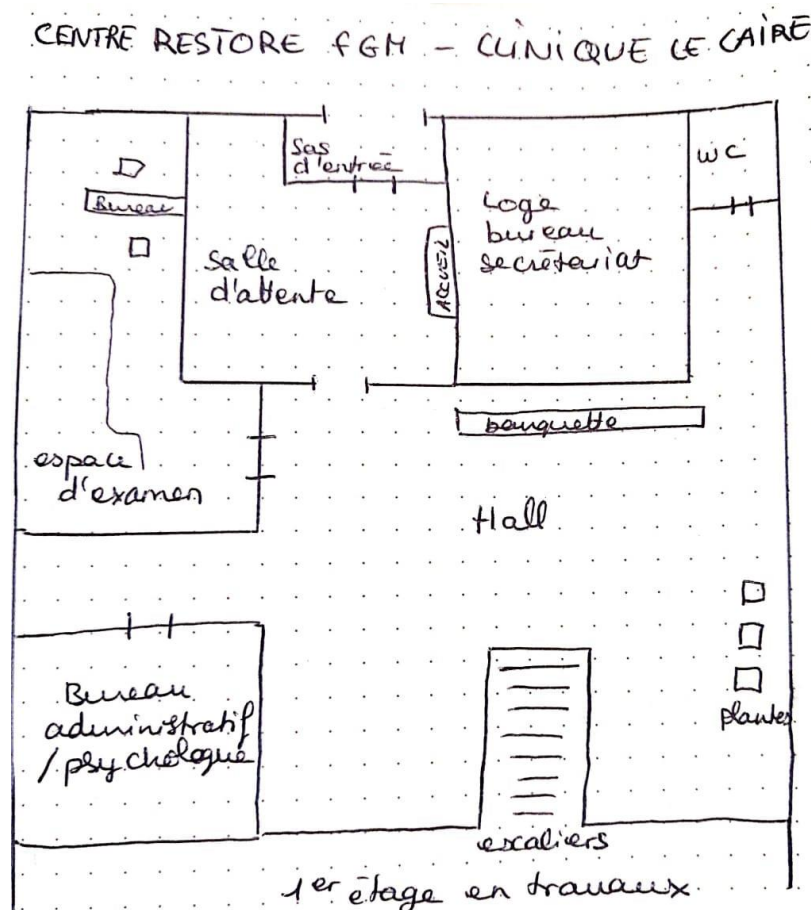 CENTRE RESTORE FGM – CLINIQUE LE CAIRE
Sas
d'entrée
WC
Bureau
Loge
bureau
secrétariat
salle
d'attente
ACCUEIL
banquette
espace
d'examen
Hall
Bureau
administratif
/psychologue
plantes
escaliers
1er étage en travaux